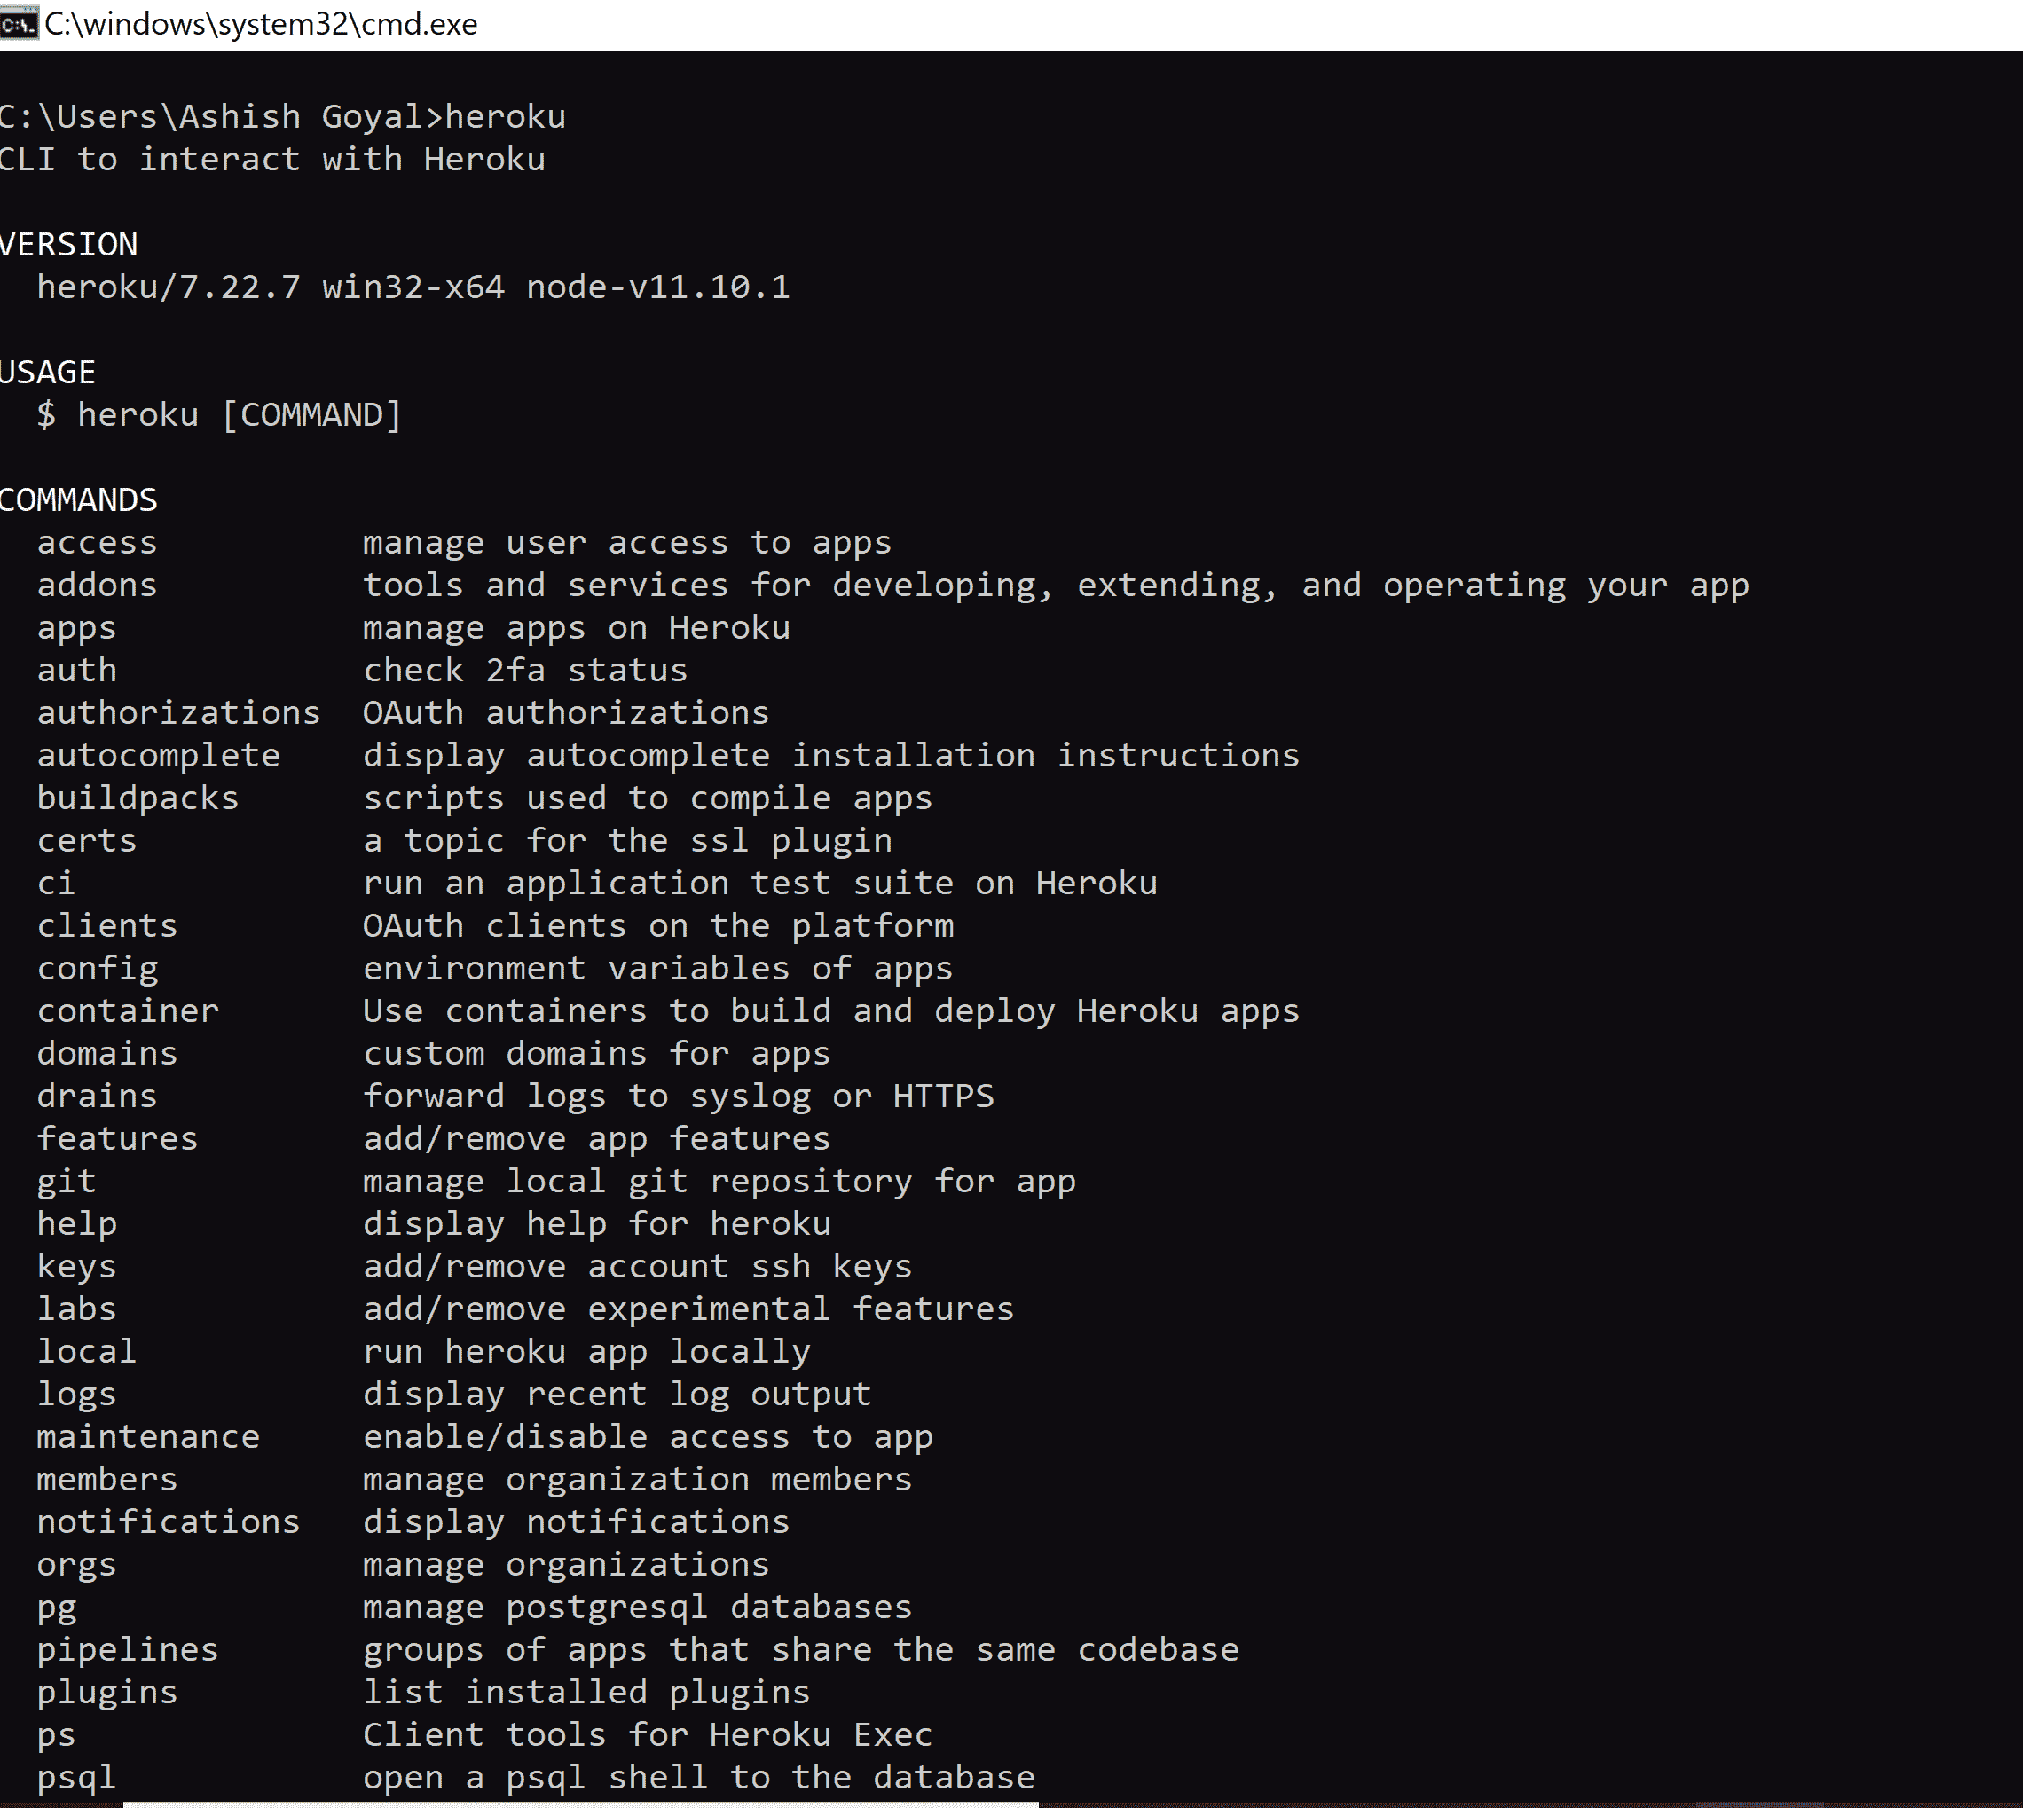 C:\windows\system32\cmd.exe
C:\Users\Ashish Goyal>heroku
CLI to interact with Heroku
VERSION
heroku/7.22.7 win32-x64 node-v11.10.1
USAGE
$ heroku [COMMAND]
COMMANDS
access manage user access to apps
addons tools and services for developing, extending, and operating your app
apps manage apps on Heroku
auth check 2fa status
authorizations OAuth authorizations
autocomplete display autocomplete installation instructions
buildpacks scripts used to compile apps
certs a topic for the ssl plugin
ci run an application test suite on Heroku
clients OAuth clients on the platform
config environment variables of apps
container Use containers to build and deploy Heroku apps
domains custom domains for apps
drains forward logs to syslog or HTTPS
features add/remove app features
git manage local git repository for app
help display help for heroku
keys add/remove account ssh keys
labs add/remove experimental features
local run heroku app locally
logs display recent log output
maintenance enable/disable access to app
members manage organization members
notifications display notifications
orgs manage organizations
pg manage postgresql databases
pipelines groups of apps that share the same codebase
plugins list installed plugins
ps Client tools for Heroku Exec
psql open a psql shell to the database